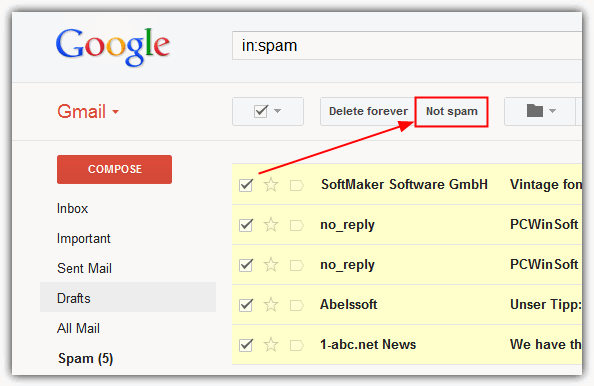 Google
in:spam
Gmail
Delete forever
Not spam
COMPOSE
SoftMaker Software GmbH Vintage fon
Inbox
no_reply PCWinSoft
Important
no_reply PCWinSoft
Sent Mail
Drafts
Abelssoft Unser Tipp:
All Mail
1-abc.net News We have th
Spam (5)